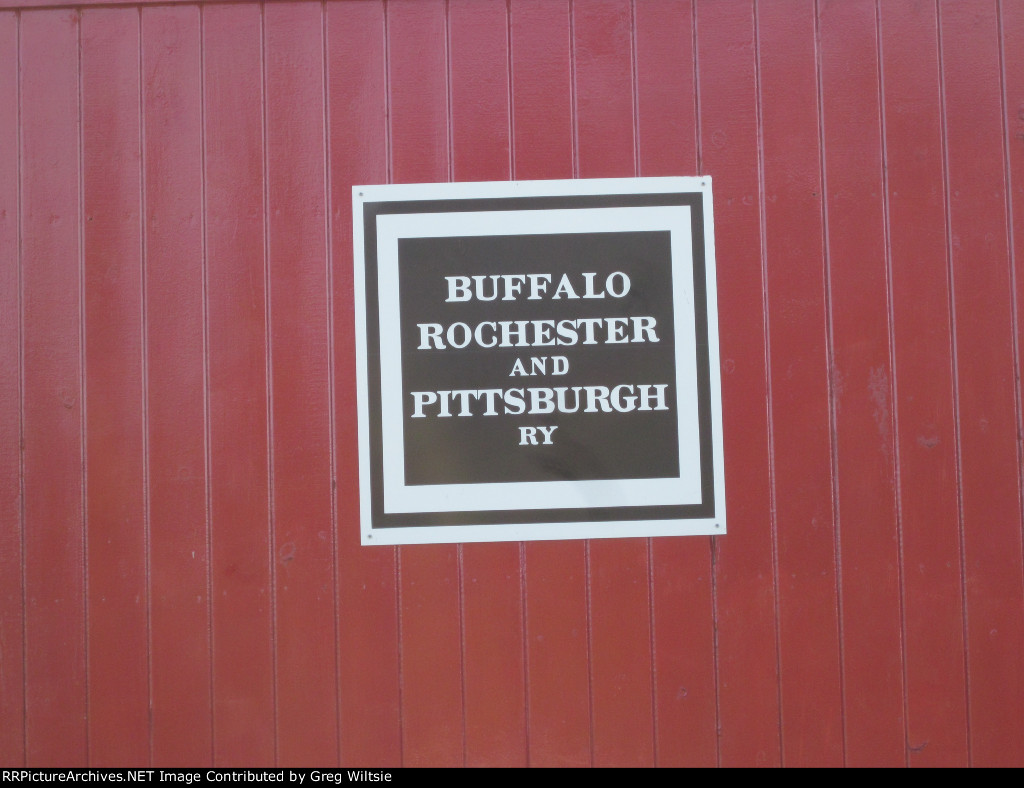 BUFFALO
ROCHESTER
AND
PITTSBURGH
RY
RRPictureArchives.NET Image Contributed by Greg Wiltsie